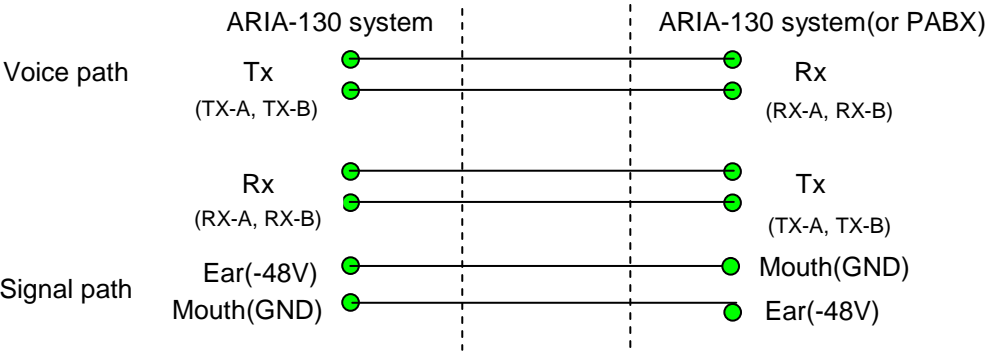 ARIA-130 system ARIA-130 system(or PABX)
Voice path Tx Rx
(TX-A, TX-B) (RX-A, RX-B)
Rx Tx
(RX-A, RX-B) (TX-A, TX-B)
Ear(-48V) Mouth(GND)
Signal path
Mouth(GND) Ear(-48V)